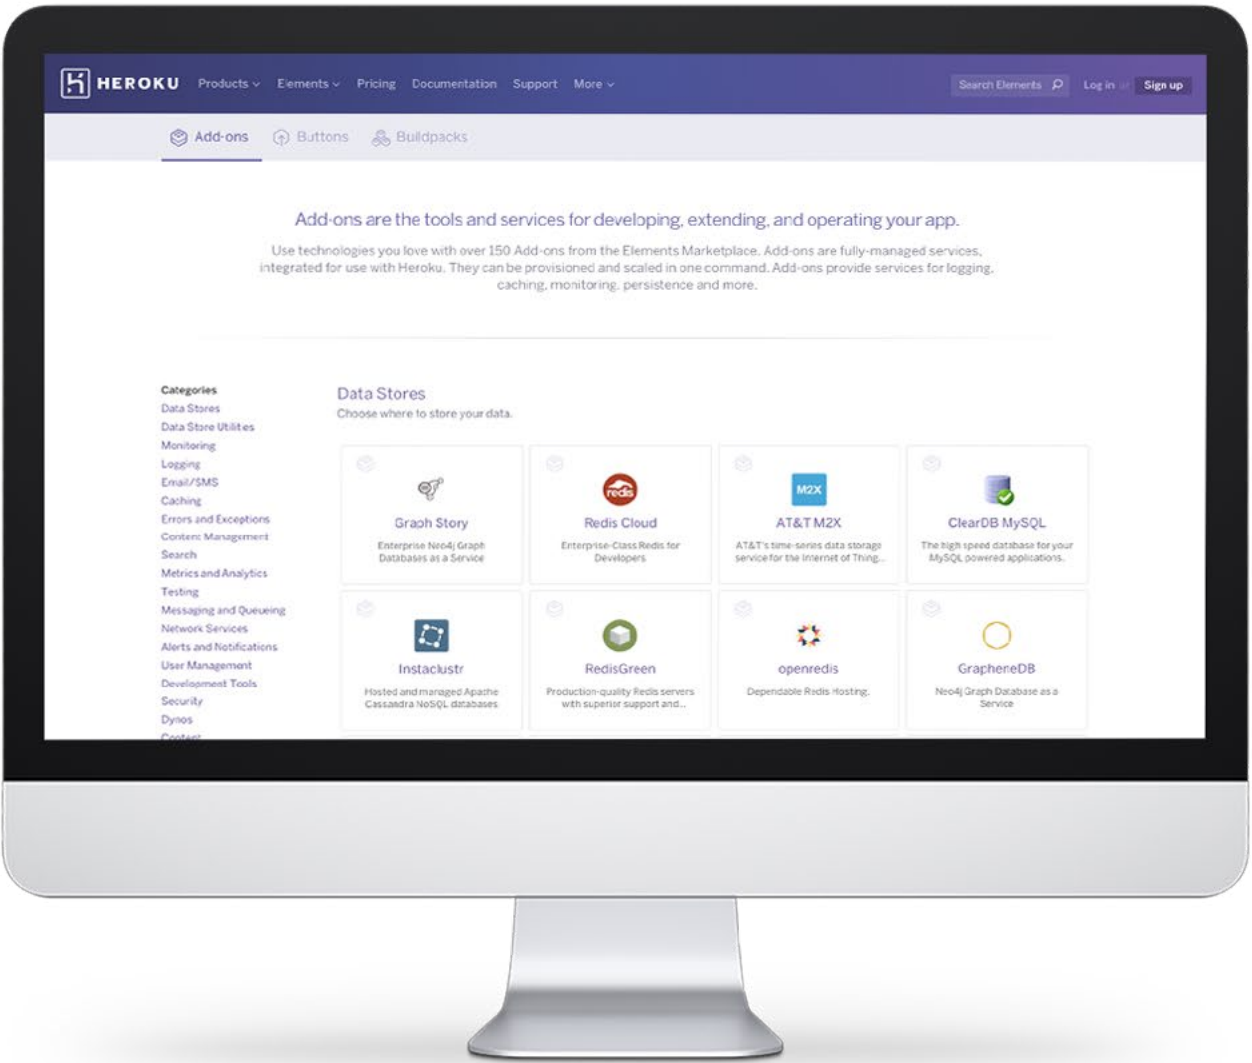 HEROKU Products Elements Pricing Documentation Support More Search Elements Log in or Sign up
Add-ons Buttons Buildpacks
Add-ons are the tools and services for developing, extending, and operating your app.
Use technologies you love with over 150 Add-ons from the Elements Marketplace. Add-ons are fully-managed services,
integrated for use with Heroku. They can be provisioned and scaled in one command. Add-ons provide services for logging,
caching, monitoring, persistence and more.
Categories
Data Stores
Data Store Utilities
Monitoring
Logging
Email/SMS
Caching
Errors and Exceptions
Content Management
Search
Metrics and Analytics
Testing
Messaging and Queueing
Network Services
Alerts and Notifications
User Management
Development Tools
Security
Dynos
Content
Data Stores
Choose where to store your data.
Graph Story
Enterprise Neo4j Graph
Databases as a Service
redis
Redis Cloud
Enterprise-Class Redis for
Developers
M2X
AT&T M2X
AT&T's time-series data storage
service for the Internet of Thing...
ClearDB MySQL
The high speed database for your
MySQL powered applications.
Instaclustr
Hosted and managed Apache
Cassandra NoSQL databases
RedisGreen
Production-quality Redis servers
with superior support and...
openredis
Dependable Redis Hosting.
GrapheneDB
Neo4j Graph Database as a
Service